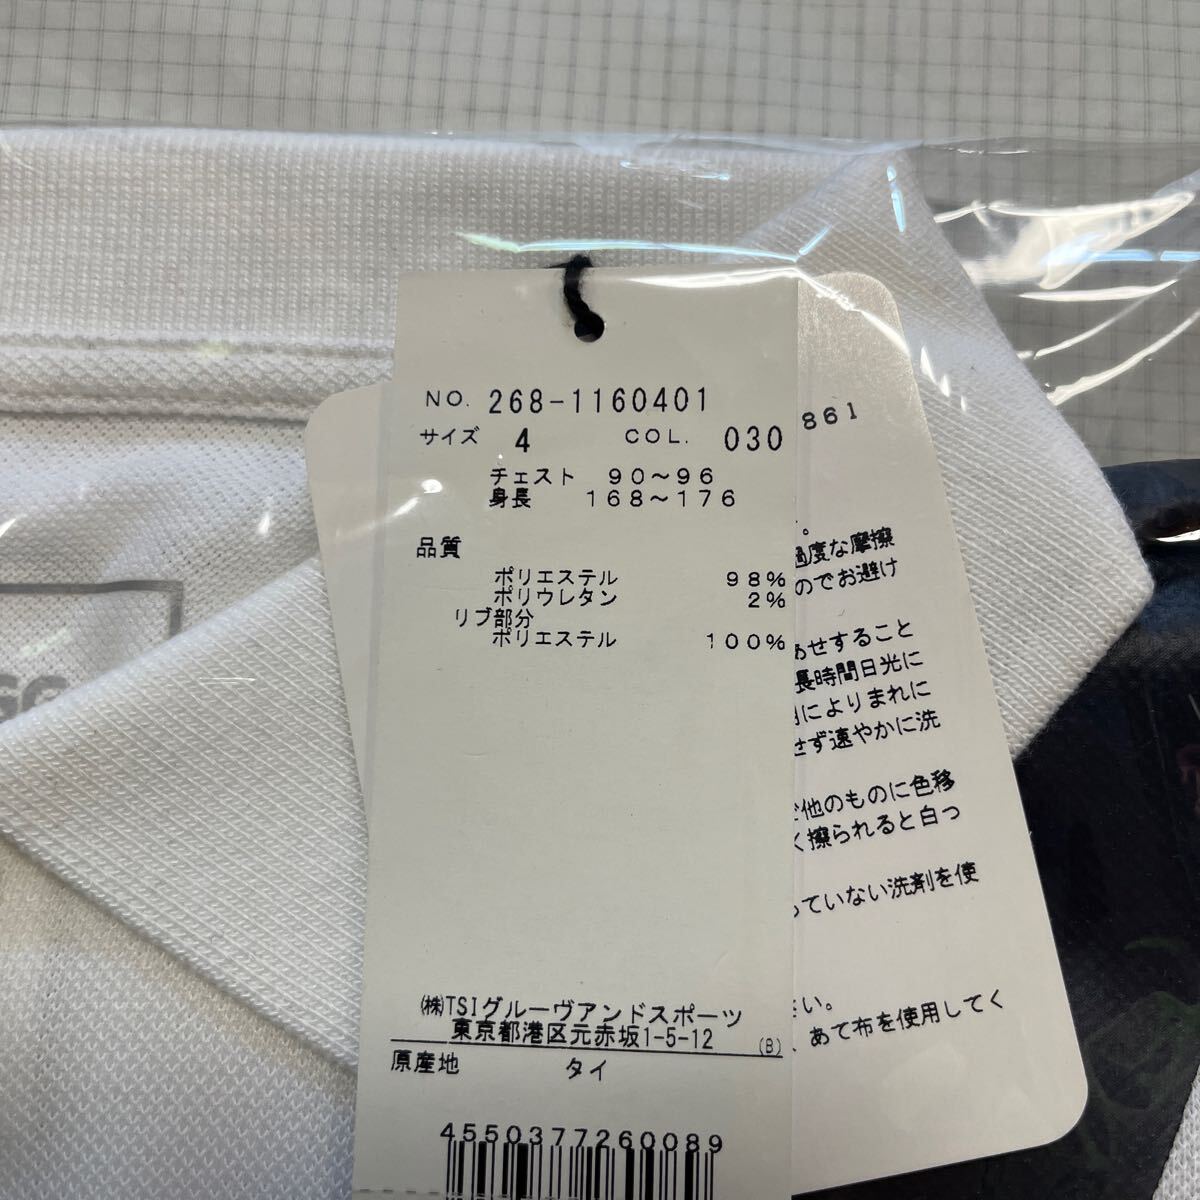 NO. 268-1160401
サイズ 4 COL. 030
チェスト 90～96
身長 168～176
品質
ポリエステル 98%
ポリウレタン 2%
リブ部分
ポリエステル 100%
㈱TSIグルーヴアンドスポーツ
東京都港区元赤坂1-5-12 (B)
原産地 タイ
4550377260089
861
。
過度な摩擦
のでお避け
あせすること
長時間日光に
によりまれに
せず速やかに洗
他のものに色移
く擦られると白っ
っていない洗剤を使
さい。
、あて布を使用してく